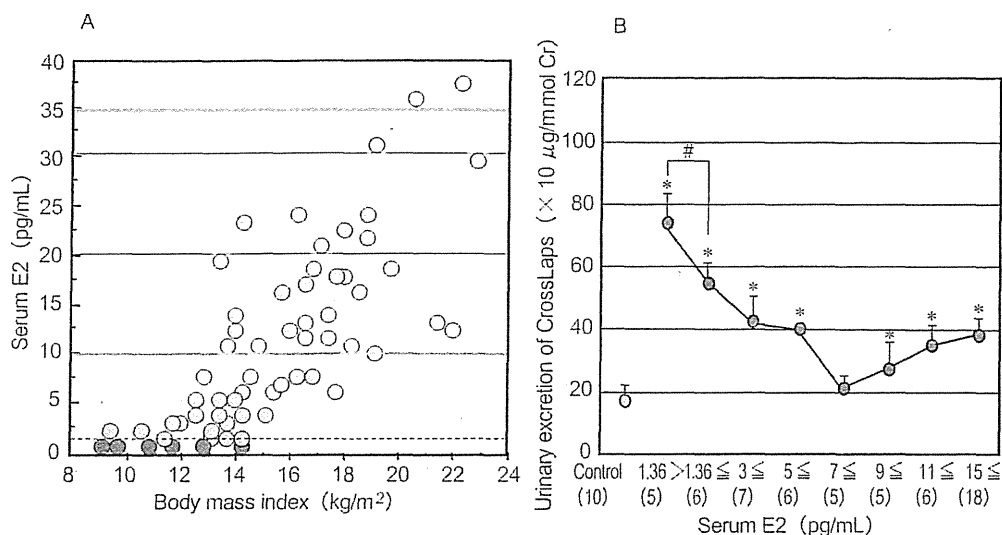 A
Serum E2 (pg/mL)
40
35
30
25
20
15
10
5
0
8 10 12 14 16 18 20 22 24
Body mass index (kg/m²)
B
Urinary excretion of CrossLaps (× 10 μg/mmol Cr)
120
100
80
60
40
20
0
#
* * * * * * *
Control 1.36 > 1.36 ≦ 3 ≦ 5 ≦ 7 ≦ 9 ≦ 11 ≦ 15 ≦
(10) (5) (6) (7) (6) (5) (5) (6) (18)
Serum E2 (pg/mL)